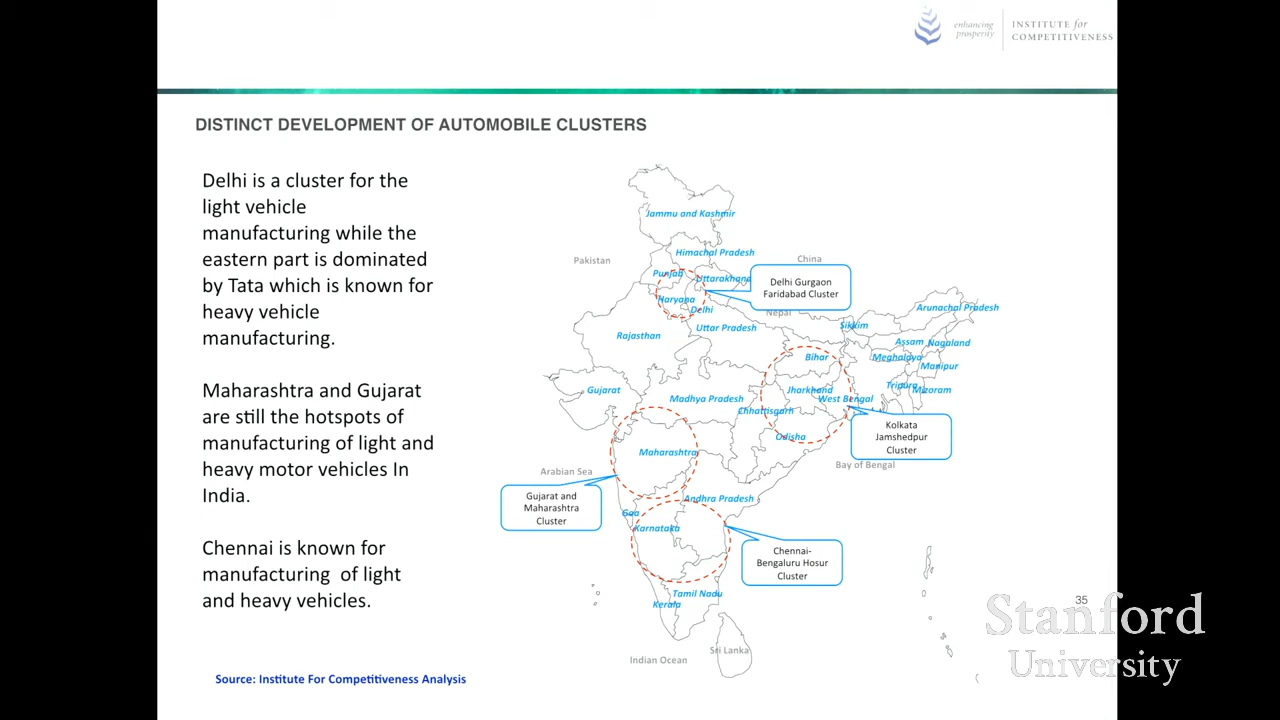 enhancing
prosperity
INSTITUTE for
COMPETITIVENESS
DISTINCT DEVELOPMENT OF AUTOMOBILE CLUSTERS
Delhi is a cluster for the
light vehicle
manufacturing while the
eastern part is dominated
by Tata which is known for
heavy vehicle
manufacturing.
Maharashtra and Gujarat
are still the hotspots of
manufacturing of light and
heavy motor vehicles In
India.
Chennai is known for
manufacturing of light
and heavy vehicles.
Source: Institute For Competitiveness Analysis
Jammu and Kashmir
Himachal Pradesh
Pakistan
China
Punjab
Uttarakhand
Delhi Gurgaon
Faridabad Cluster
Haryana
Delhi
Nepal
Arunachal Pradesh
Rajasthan
Uttar Pradesh
Sikkim
Assam
Nagaland
Bihar
Meghalaya
Manipur
Gujarat
Madhya Pradesh
Jharkhand
West Bengal
Tripura
Mizoram
Chhattisgarh
Odisha
Kolkata
Jamshedpur
Cluster
Maharashtra
Arabian Sea
Bay of Bengal
Gujarat and
Maharashtra
Cluster
Andhra Pradesh
Goa
Karnataka
Chennai-
Bengaluru Hosur
Cluster
Tamil Nadu
Kerala
Sri Lanka
Indian Ocean
35
Stanford
University